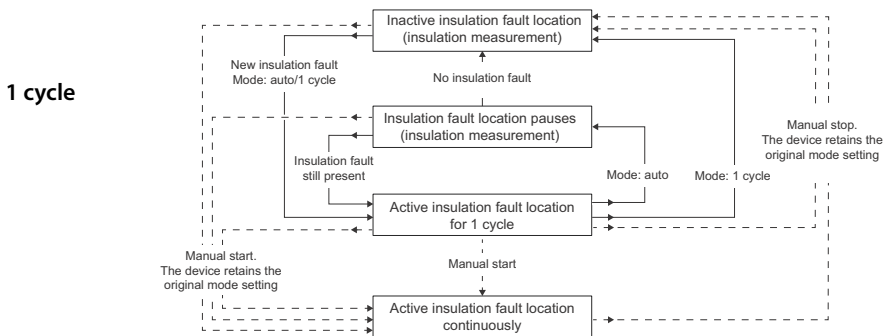 1 cycle
Inactive insulation fault location
(insulation measurement)
New insulation fault
Mode: auto/1 cycle
No insulation fault
Insulation fault location pauses
(insulation measurement)
Manual stop.
The device retains the
original mode setting
Insulation fault
still present
Mode: auto
Mode: 1 cycle
Active insulation fault location
for 1 cycle
Manual start.
The device retains the
original mode setting
Manual start
Active insulation fault location
continuously